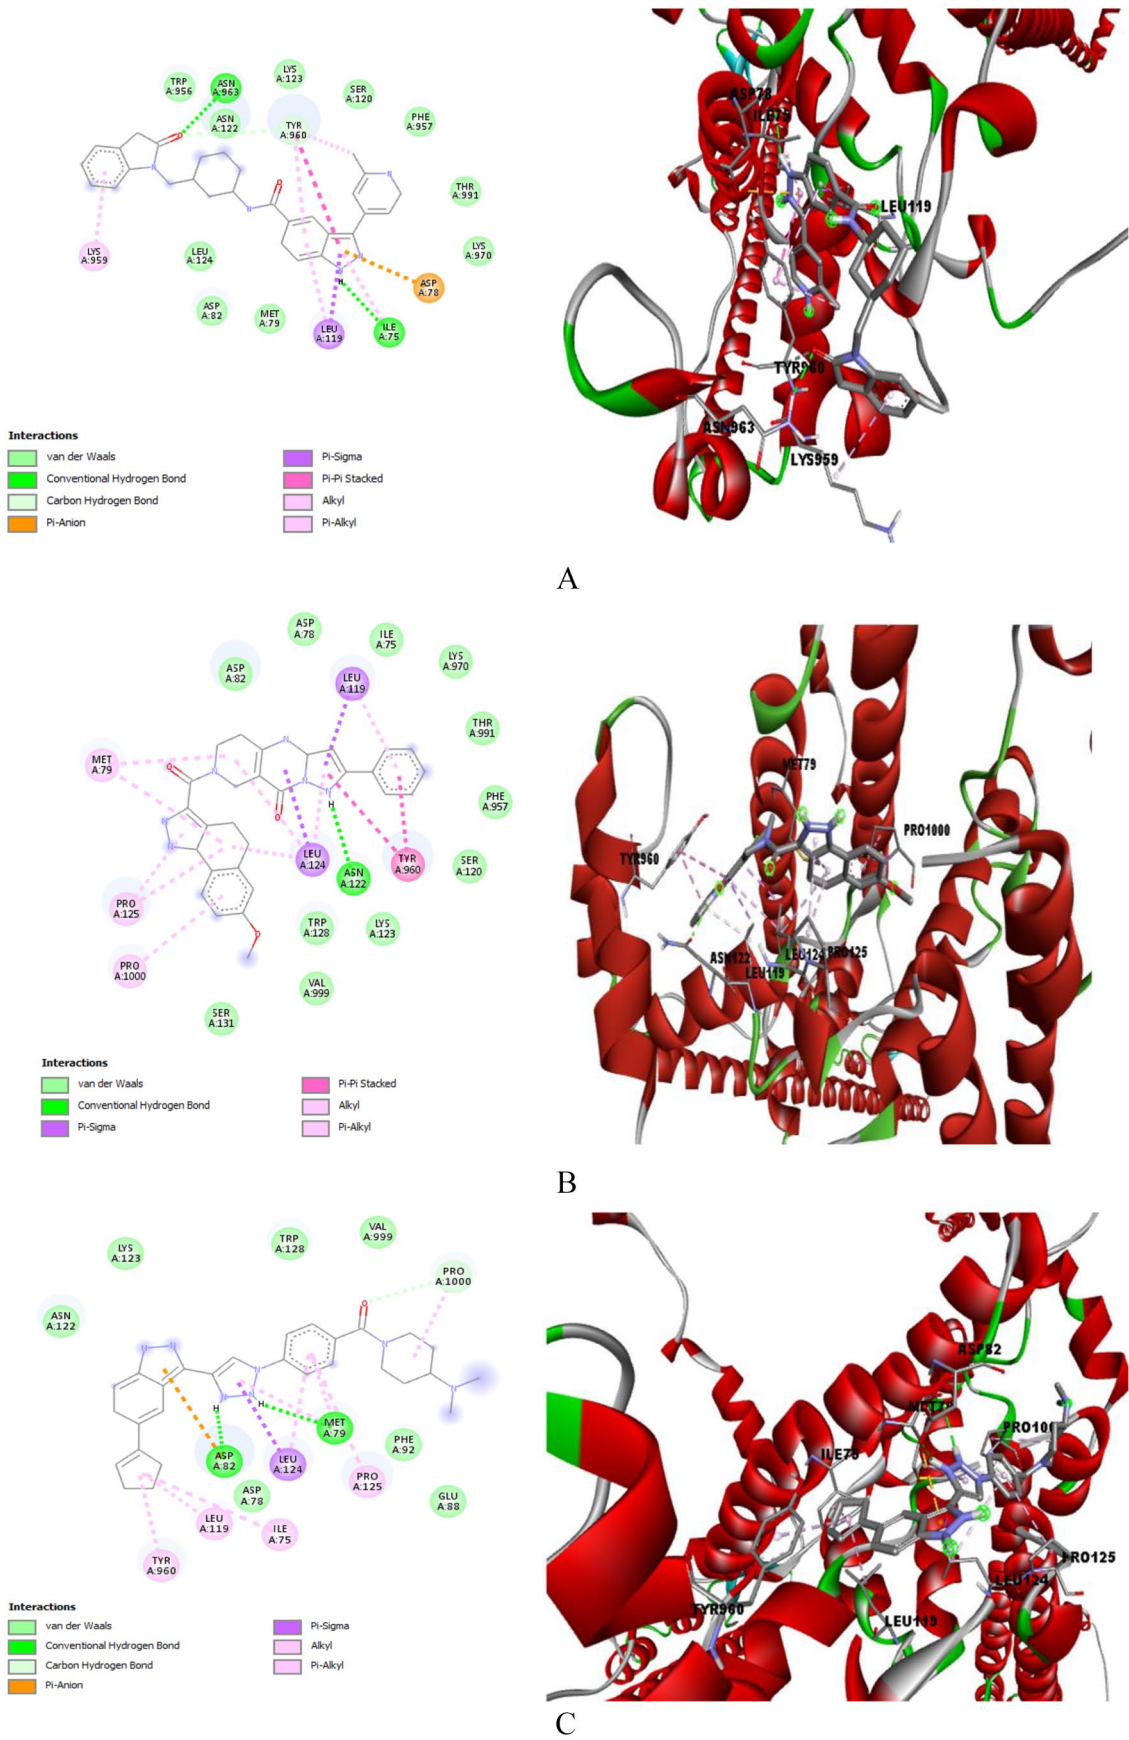 LYS
A:123
TRP
A:956
ASN
A:963
SER
A:120
ASN
A:122
TYR
A:960
PHE
A:957
THR
A:991
LYS
A:959
LEU
A:124
LYS
A:970
ASP
A:78
ASP
A:82
MET
A:79
LEU
A:119
ILE
A:75
H
O
O
N
N
N
N
N
Interactions
van der Waals
Conventional Hydrogen Bond
Carbon Hydrogen Bond
Pi-Anion
Pi-Sigma
Pi-Pi Stacked
Alkyl
Pi-Alkyl
ASP78
ILE75
LEU119
TYR960
ASN963
LYS959
A
ASP
A:78
ILE
A:75
ASP
A:82
LYS
A:970
LEU
A:119
THR
A:991
MET
A:79
PHE
A:957
LEU
A:124
ASN
A:122
TYR
A:960
SER
A:120
PRO
A:125
TRP
A:128
LYS
A:123
PRO
A:1000
VAL
A:999
SER
A:131
H
Interactions
van der Waals
Conventional Hydrogen Bond
Pi-Sigma
Pi-Pi Stacked
Alkyl
Pi-Alkyl
MET79
PRO1000
TYR960
ASN122
LEU119
LEU124
PRO125
B
LYS
A:123
TRP
A:128
VAL
A:999
PRO
A:1000
ASN
A:122
MET
A:79
PHE
A:92
ASP
A:82
LEU
A:124
PRO
A:125
ASP
A:78
GLU
A:88
LEU
A:119
ILE
A:75
TYR
A:960
H
H
Interactions
van der Waals
Conventional Hydrogen Bond
Carbon Hydrogen Bond
Pi-Anion
Pi-Sigma
Alkyl
Pi-Alkyl
ASP82
ILE75
TYR960
LEU124
LEU119
C